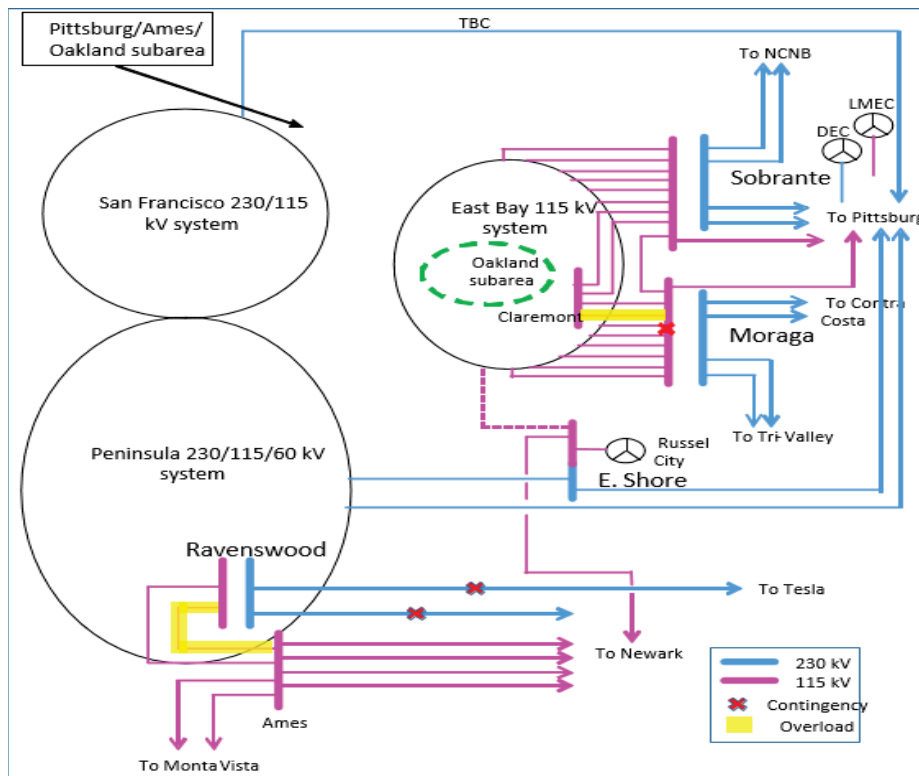 Pittsburg/Ames/
Oakland subarea
TBC
To NCNB
LMEC
DEC
Sobrante
San Francisco 230/115
kV system
East Bay 115 kV
system
To Pittsburg
Oakland
subarea
Claremont
To Contra
Costa
Moraga
To Tri-Valley
Peninsula 230/115/60 kV
system
Russel
City
E. Shore
Ravenswood
To Tesla
To Newark
230 kV
115 kV
Contingency
Overload
Ames
To Monta Vista